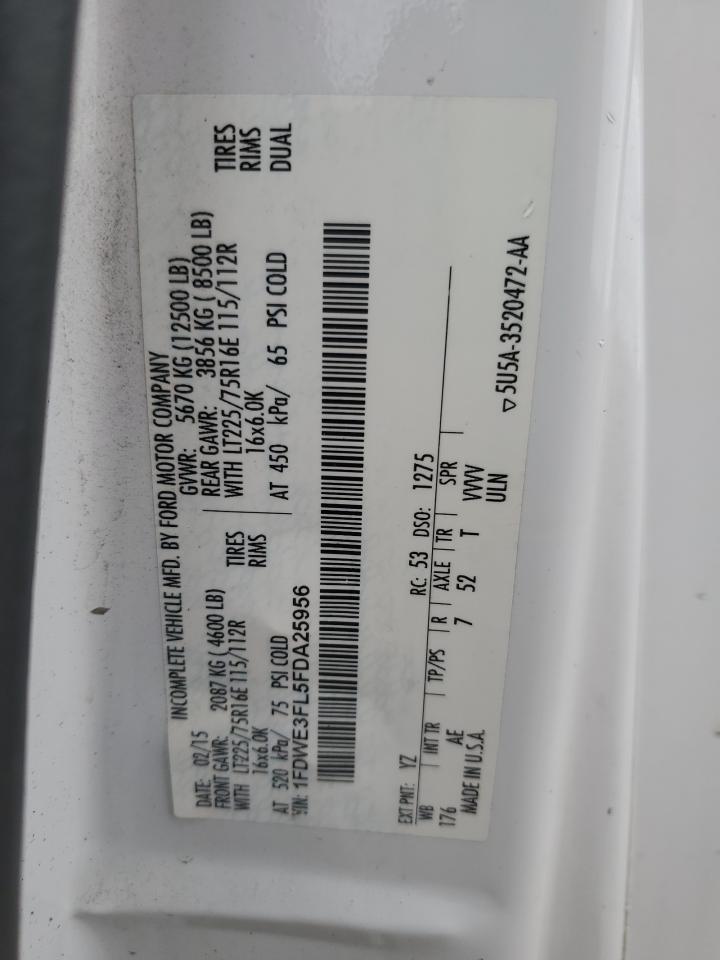 INCOMPLETE VEHICLE MFD. BY FORD MOTOR COMPANY
DATE: 02/15 GVWR: 5670 KG (12500 LB)
FRONT GAWR: 2087 KG ( 4600 LB) REAR GAWR: 3856 KG ( 8500 LB)
WITH LT225/75R16E 115/112R TIRES WITH LT225/75R16E 115/112R TIRES
16x6.0K RIMS 16x6.0K RIMS
AT 520 kPa/ 75 PSI COLD AT 450 kPa/ 65 PSI COLD DUAL
VIN: 1FDWE3FL5FDA25956
EXT PNT: YZ RC: 53 DSO: 1275
WB INT TR TP/PS R AXLE TR SPR
176 AE 7 52 T VVVV
MADE IN U.S.A. ULN
▽5U5A-3520472-AA